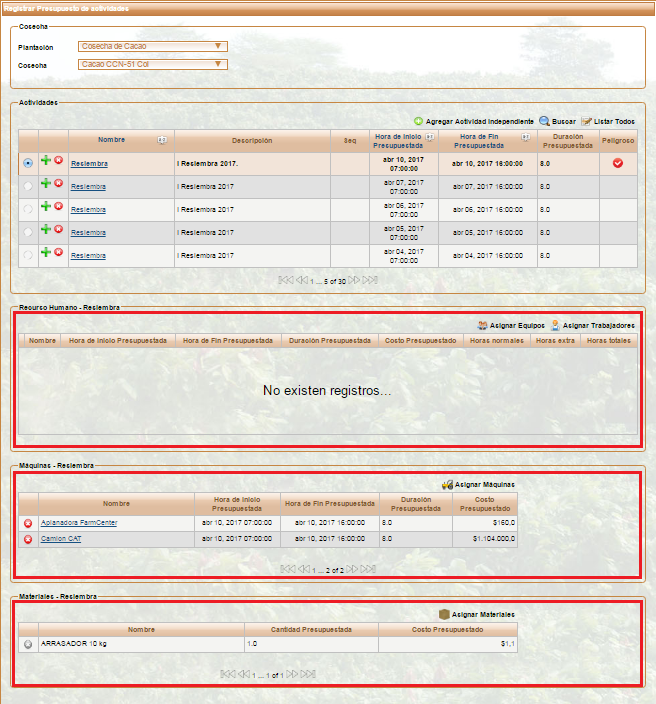 Registrar Presupuesto de actividades
Cosecha
Plantación Cosecha de Cacao
Cosecha Cacao CCN-51 Col
Actividades
Agregar Actividad Independiente Buscar Listar Todos
Nombre Descripción Seq Hora de Inicio Presupuestada Hora de Fin Presupuestada Duración Presupuestada Peligroso
Resiembra I Resiembra 2017. abr 10, 2017 07:00:00 abr 10, 2017 16:00:00 8.0
Resiembra I Resiembra 2017 abr 07, 2017 07:00:00 abr 07, 2017 16:00:00 8.0
Resiembra I Resiembra 2017 abr 06, 2017 07:00:00 abr 06, 2017 16:00:00 8.0
Resiembra I Resiembra 2017 abr 05, 2017 07:00:00 abr 05, 2017 16:00:00 8.0
Resiembra I Resiembra 2017 abr 04, 2017 07:00:00 abr 04, 2017 16:00:00 8.0
1 ... 5 of 30
Recurso Humano - Resiembra
Asignar Equipos Asignar Trabajadores
Nombre Hora de Inicio Presupuestada Hora de Fin Presupuestada Duración Presupuestada Costo Presupuestado Horas normales Horas extra Horas totales
No existen registros...
Máquinas - Resiembra
Asignar Máquinas
Nombre Hora de Inicio Presupuestada Hora de Fin Presupuestada Duración Presupuestada Costo Presupuestado
Aplanadora FarmCenter abr 10, 2017 07:00:00 abr 10, 2017 16:00:00 8.0 $160,0
Camion CAT abr 10, 2017 07:00:00 abr 10, 2017 16:00:00 8.0 $1.104.000,0
1 ... 2 of 2
Materiales - Resiembra
Asignar Materiales
Nombre Cantidad Presupuestada Costo Presupuestado
ARRASADOR 10 kg 1.0 $1,1
1 ... 1 of 1